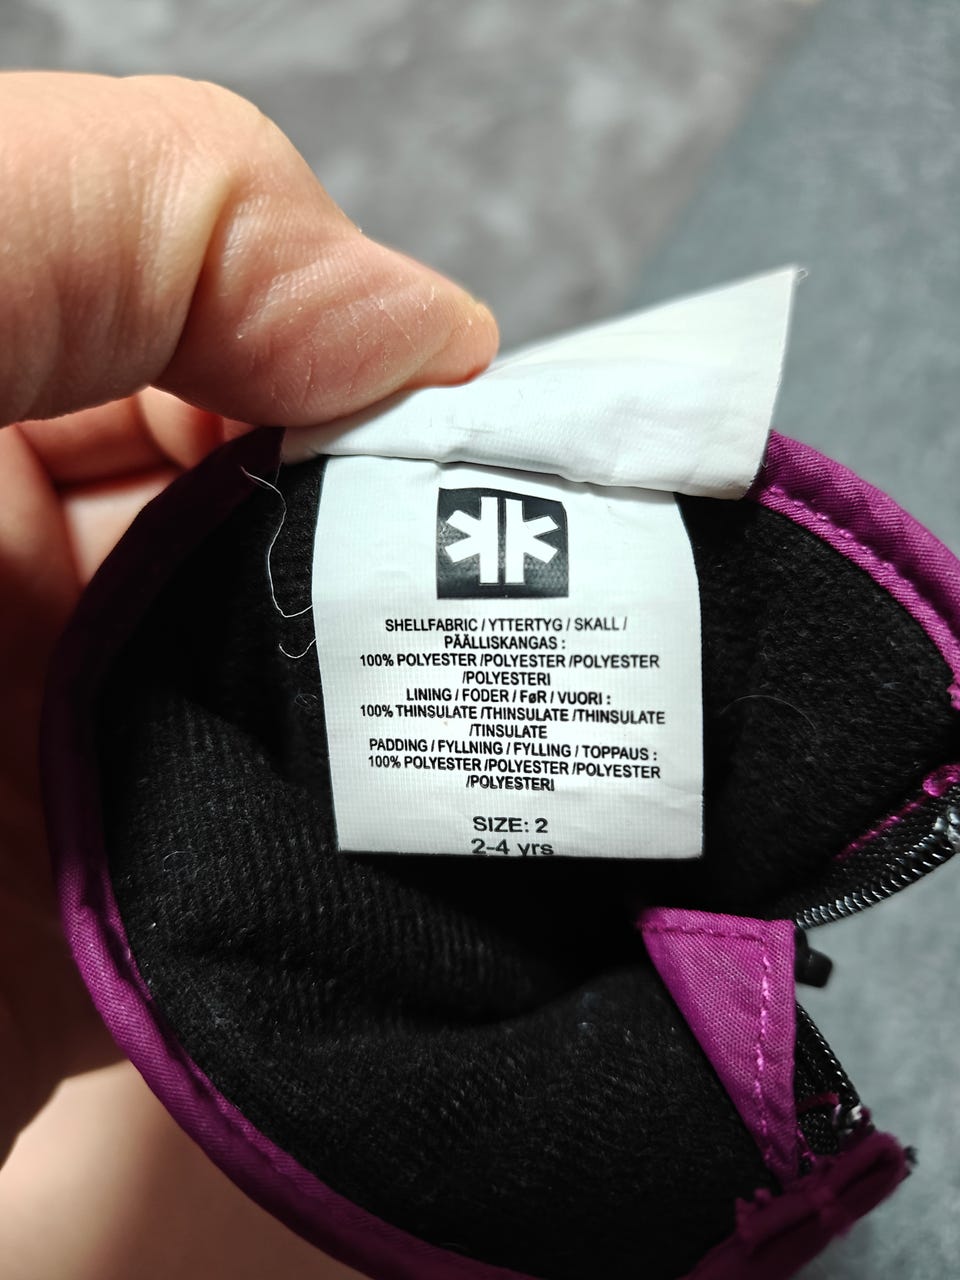 SHELLFABRIC / YTTERTYG / SKALL /
PÄÄLLISKANGAS :
100% POLYESTER /POLYESTER /POLYESTER
/POLYESTERI
LINING / FODER / FøR / VUORI :
100% THINSULATE /THINSULATE /THINSULATE
/TINSULATE
PADDING / FYLLNING / FYLLING / TOPPAUS :
100% POLYESTER /POLYESTER /POLYESTER
/POLYESTERI
SIZE: 2
2-4 yrs